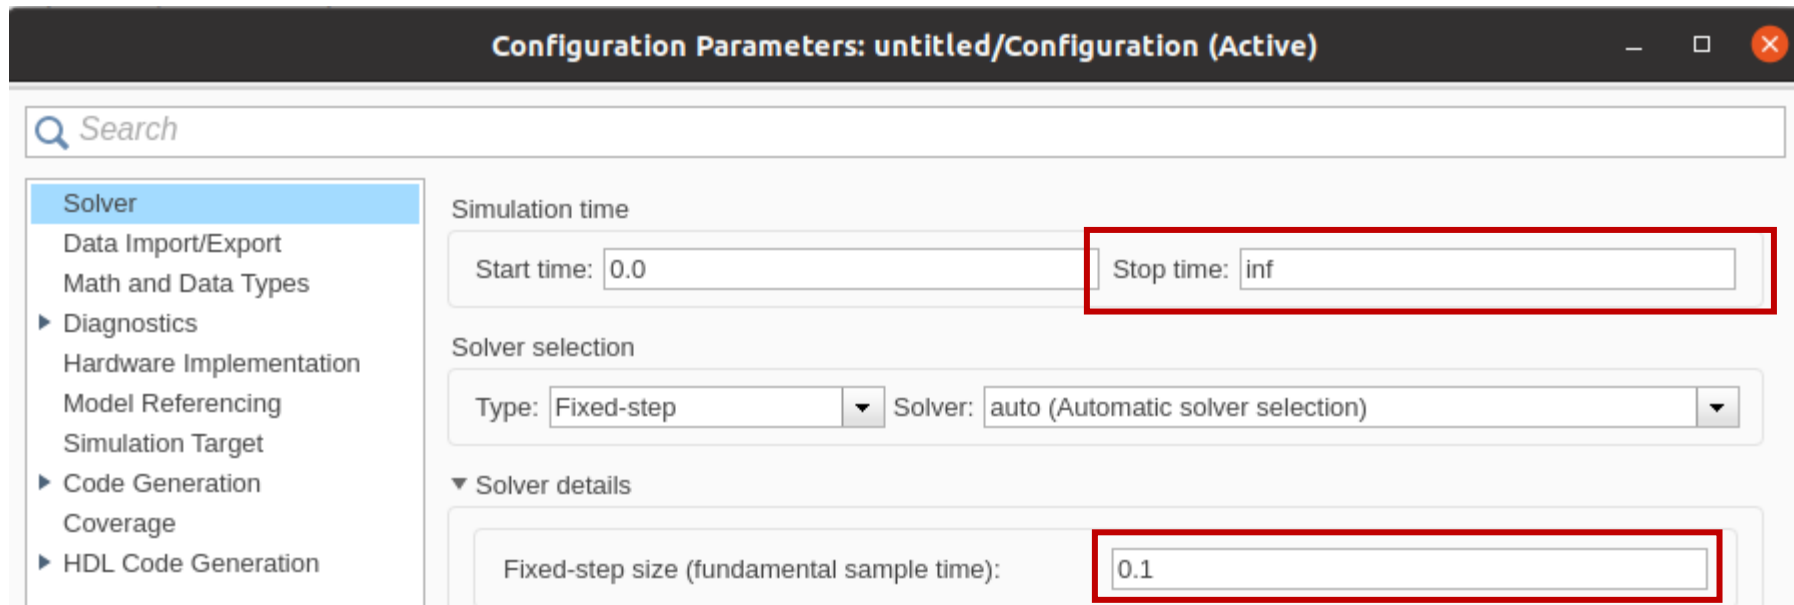 Configuration Parameters: untitled/Configuration (Active)
Search
Solver
Data Import/Export
Math and Data Types
Diagnostics
Hardware Implementation
Model Referencing
Simulation Target
Code Generation
Coverage
HDL Code Generation
Simulation time
Start time: 0.0 Stop time: inf
Solver selection
Type: Fixed-step Solver: auto (Automatic solver selection)
Solver details
Fixed-step size (fundamental sample time): 0.1